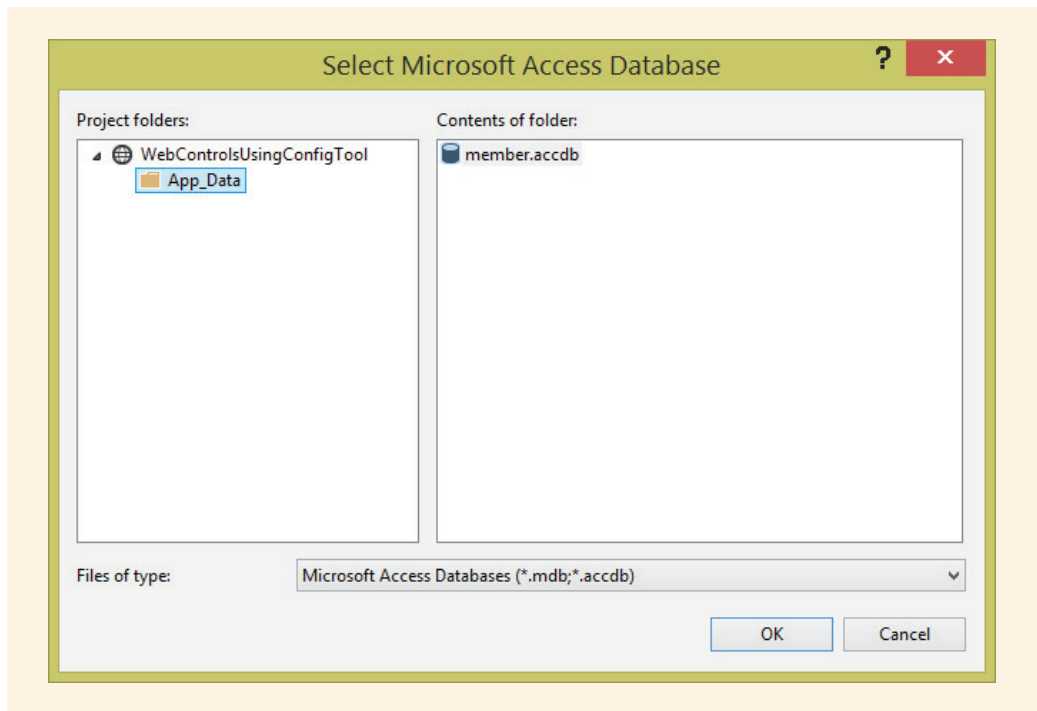 Select Microsoft Access Database
?
x
Project folders:
Contents of folder:
WebControlsUsingConfigTool
member.accdb
App_Data
Files of type:
Microsoft Access Databases (*.mdb;*.accdb)
OK
Cancel